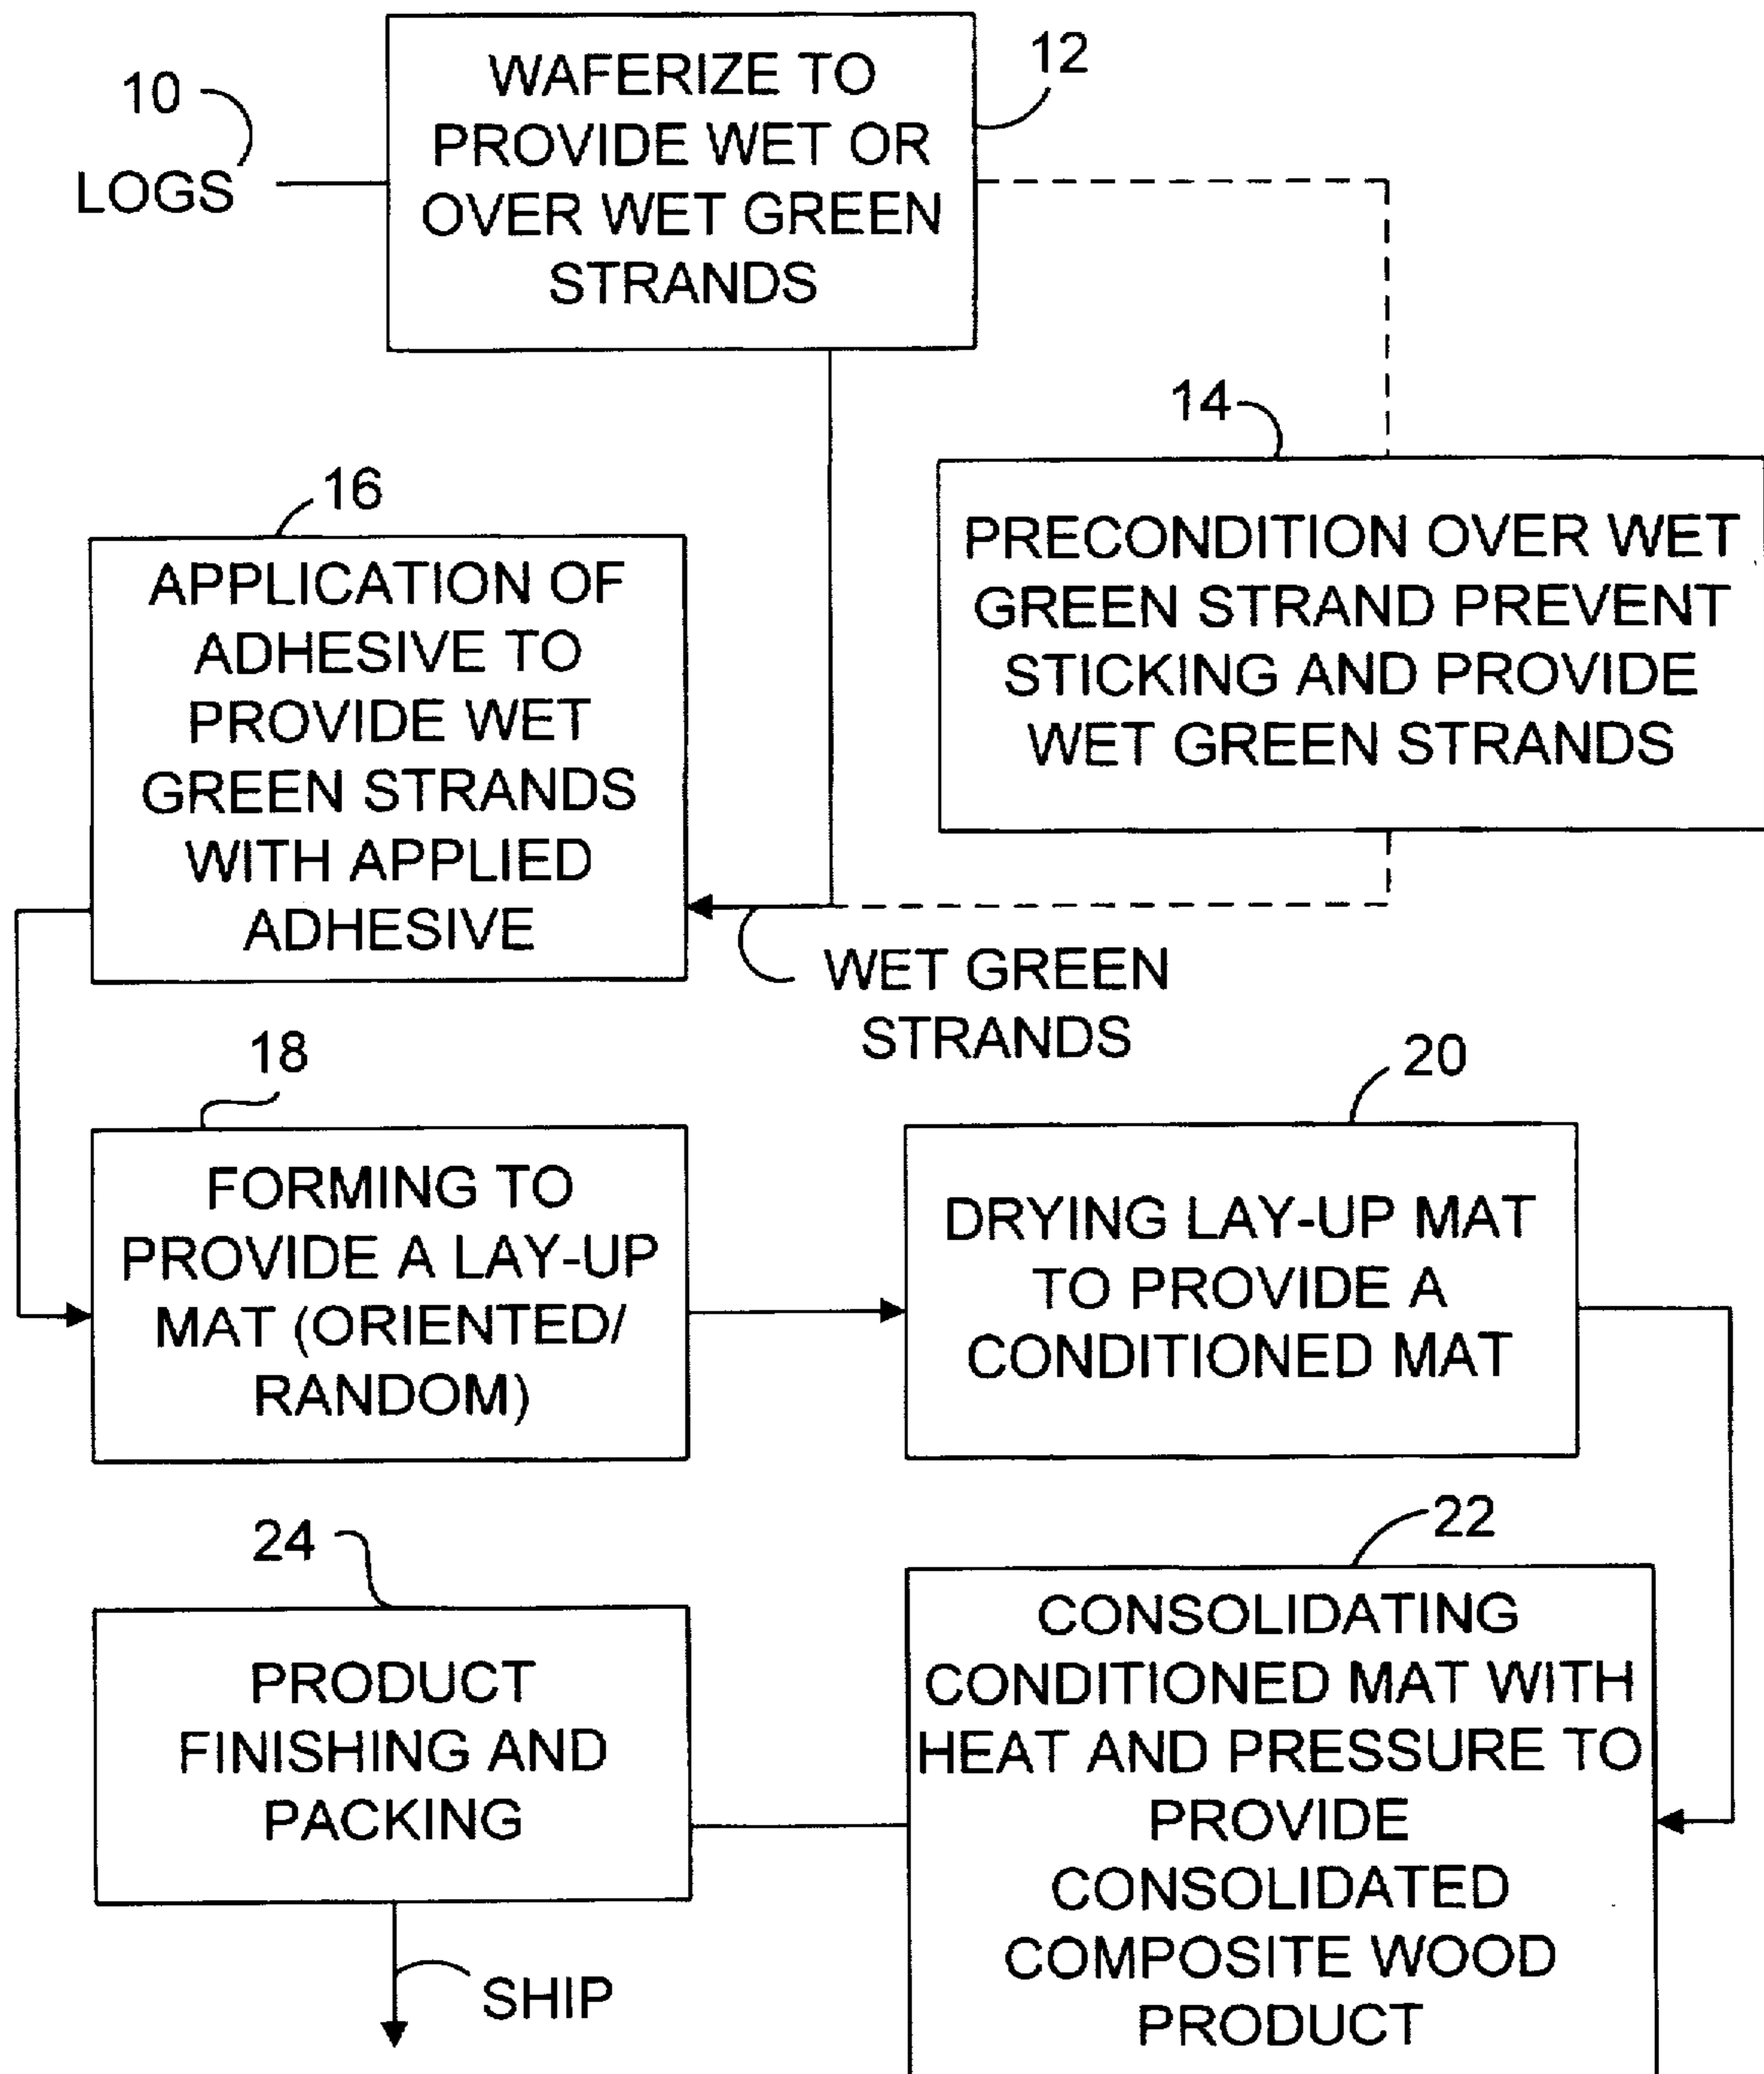 10
LOGS
12
WAFERIZE TO
PROVIDE WET OR
OVER WET GREEN
STRANDS
14
PRECONDITION OVER WET
GREEN STRAND PREVENT
STICKING AND PROVIDE
WET GREEN STRANDS
16
APPLICATION OF
ADHESIVE TO
PROVIDE WET
GREEN STRANDS
WITH APPLIED
ADHESIVE
WET GREEN
STRANDS
18
FORMING TO
PROVIDE A LAY-UP
MAT (ORIENTED/
RANDOM)
20
DRYING LAY-UP MAT
TO PROVIDE A
CONDITIONED MAT
22
CONSOLIDATING
CONDITIONED MAT WITH
HEAT AND PRESSURE TO
PROVIDE
CONSOLIDATED
COMPOSITE WOOD
PRODUCT
24
PRODUCT
FINISHING AND
PACKING
SHIP